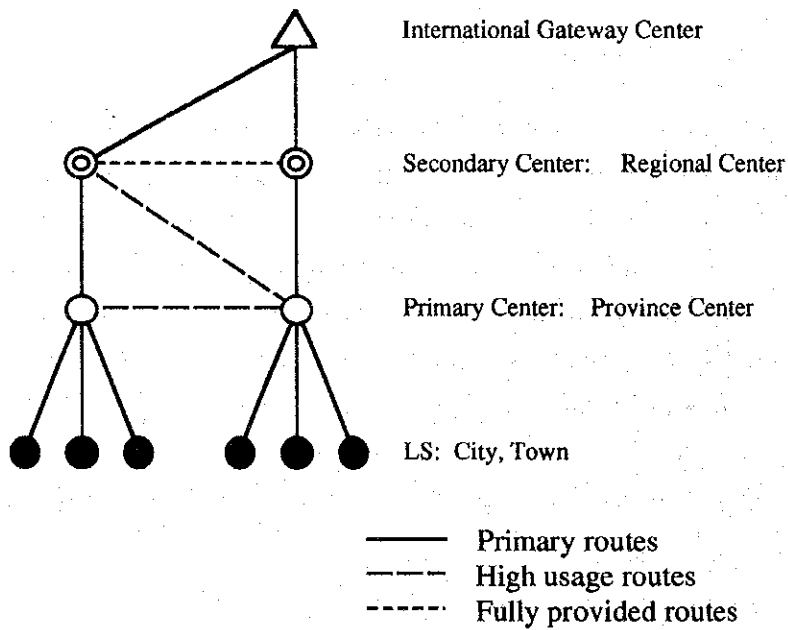 International Gateway Center
Secondary Center: Regional Center
Primary Center: Province Center
LS: City, Town
Primary routes
High usage routes
Fully provided routes